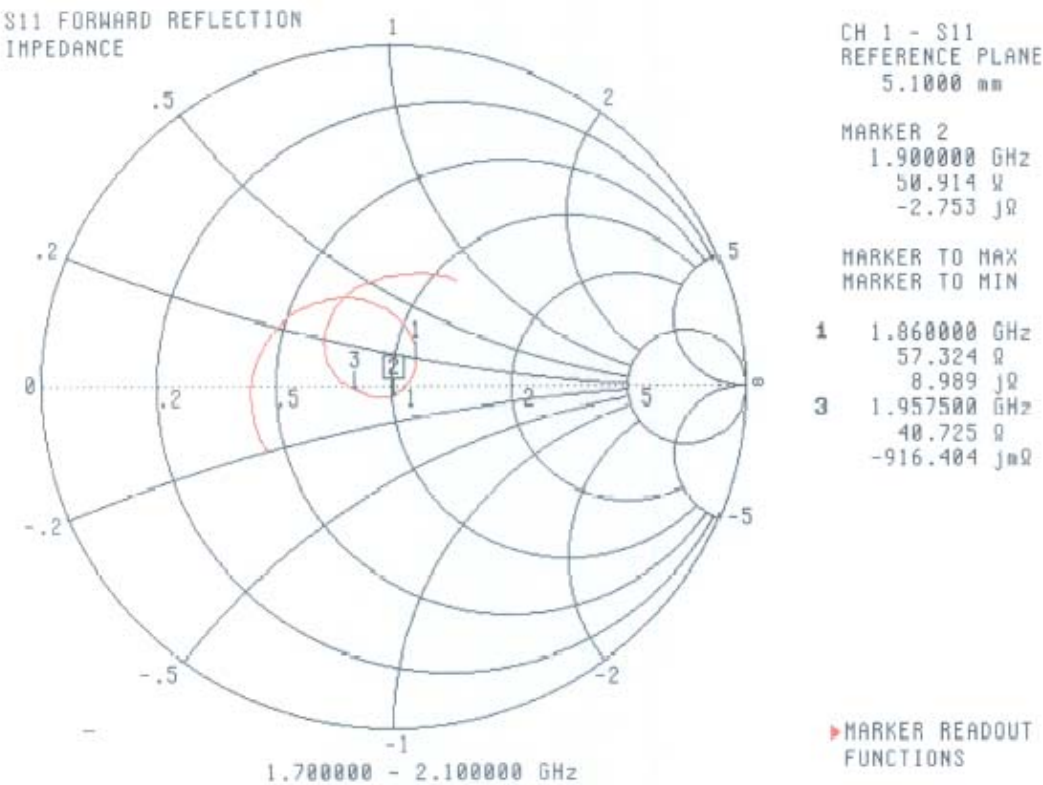 S11 FORWARD REFLECTION
IMPEDANCE
CH 1 - S11
REFERENCE PLANE
5.1000 mm
MARKER 2
1.900000 GHz
50.914 Ω
-2.753 jΩ
MARKER TO MAX
MARKER TO MIN
1 1.860000 GHz
57.324 Ω
8.989 jΩ
3 1.957500 GHz
40.725 Ω
-916.404 jmΩ
▶MARKER READOUT
FUNCTIONS
1
.5
2
.2
5
1
3
2
0
.2
.5
1
2
5
∞
-.2
-5
-.5
-2
-1
1.700000 - 2.100000 GHz